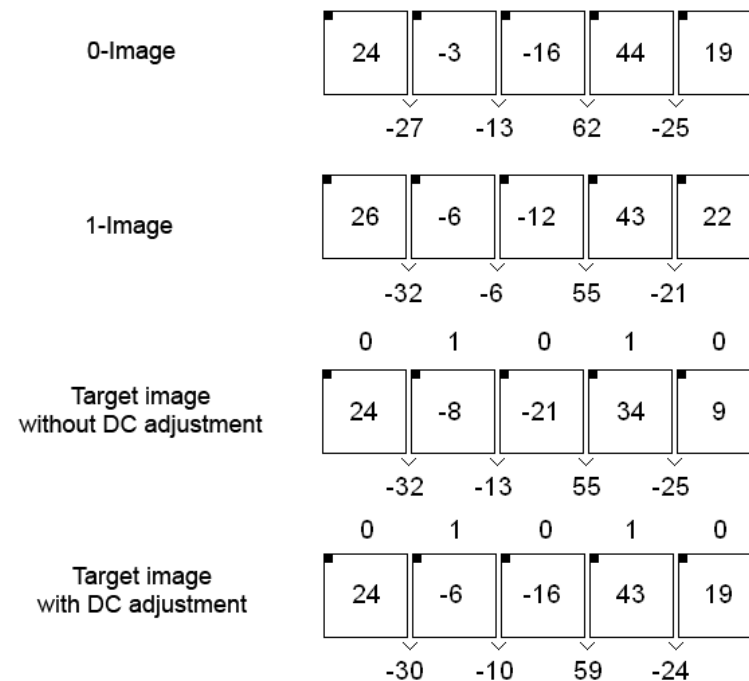 0-Image 24 -3 -16 44 19
-27 -13 62 -25
1-Image 26 -6 -12 43 22
-32 -6 55 -21
0 1 0 1 0
Target image
without DC adjustment
24 -8 -21 34 9
-32 -13 55 -25
0 1 0 1 0
Target image
with DC adjustment
24 -6 -16 43 19
-30 -10 59 -24